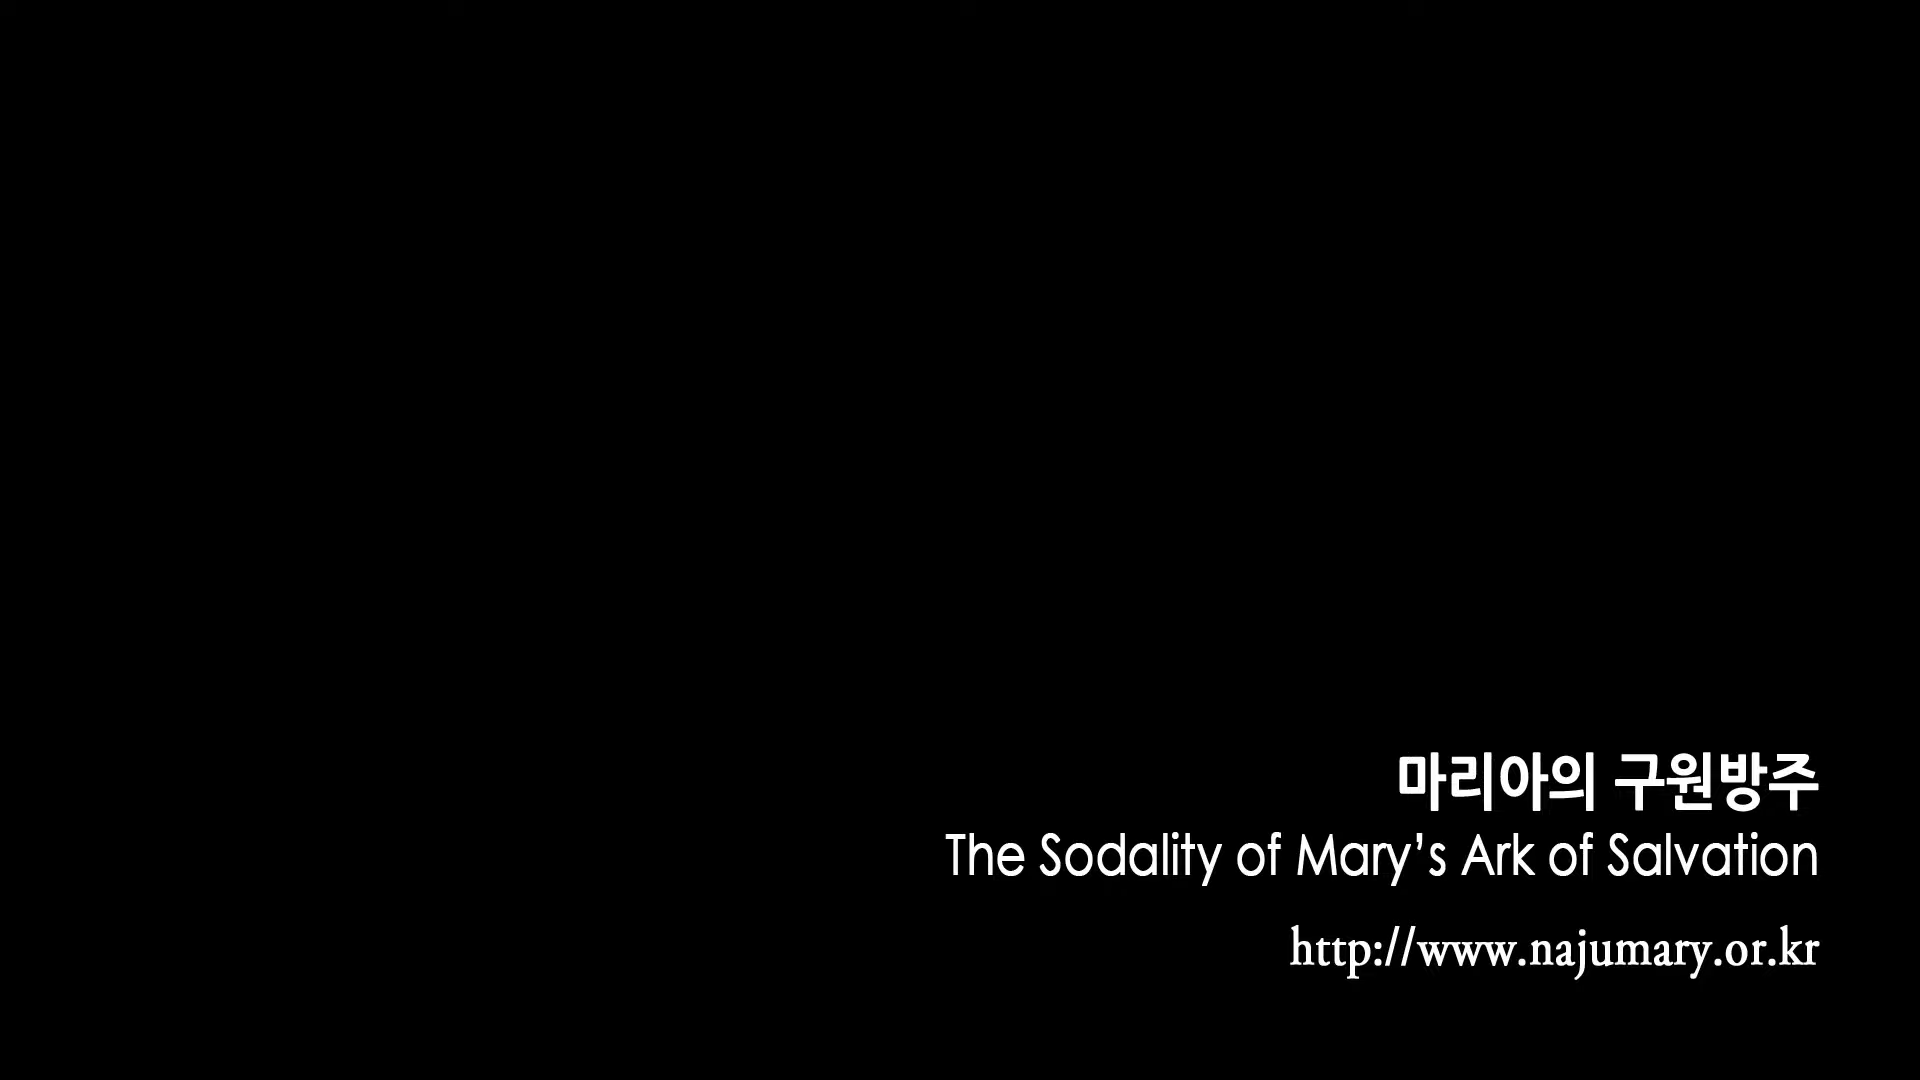 마리아의 구원방주
The Sodality of Mary’s Ark of Salvation
http://www.najumary.or.kr